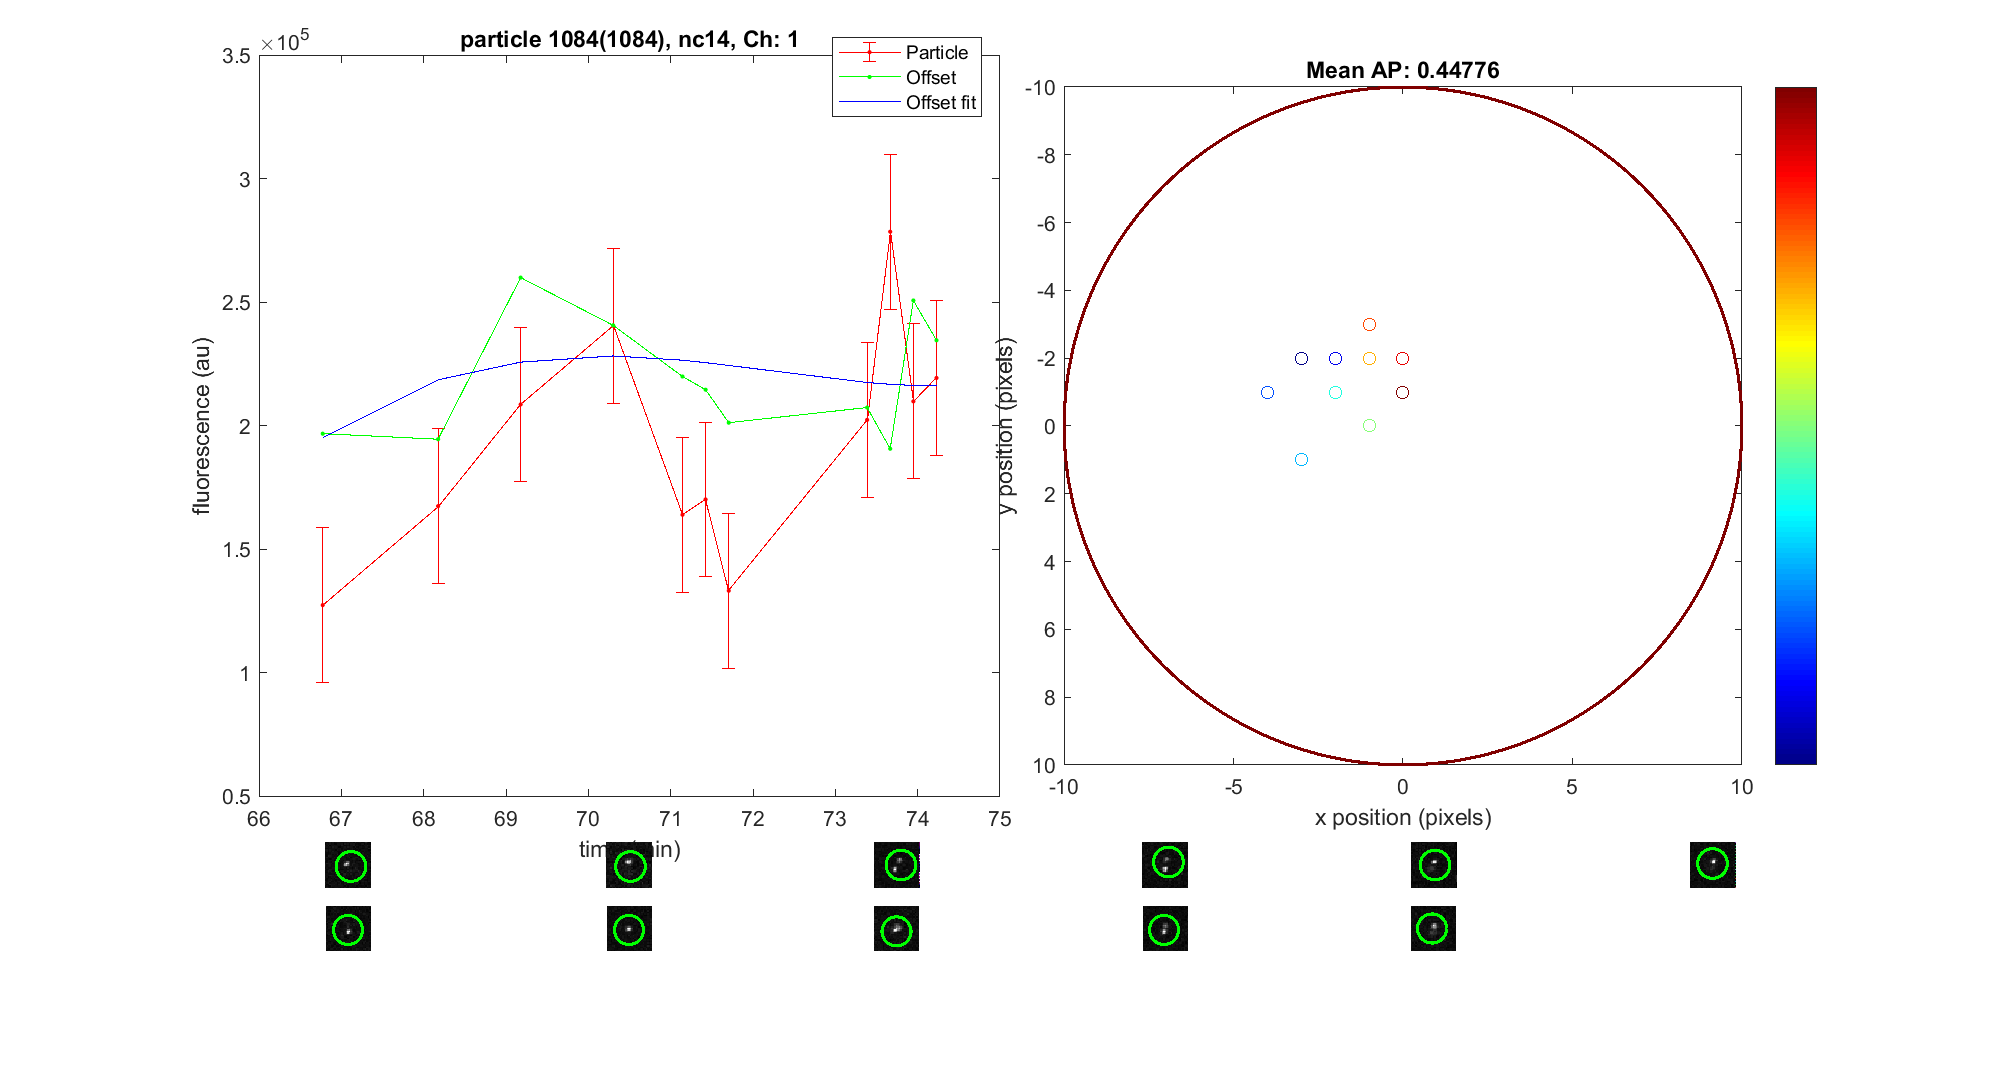 particle 1084(1084), nc14, Ch: 1
×10^5
3.5
3
2.5
2
1.5
1
0.5
66 67 68 69 70 71 72 73 74 75
fluorescence (au)
Particle
Offset
Offset fit
Mean AP: 0.44776
-10
-8
-6
-4
-2
0
2
4
6
8
10
-10 -5 0 5 10
y position (pixels)
x position (pixels)